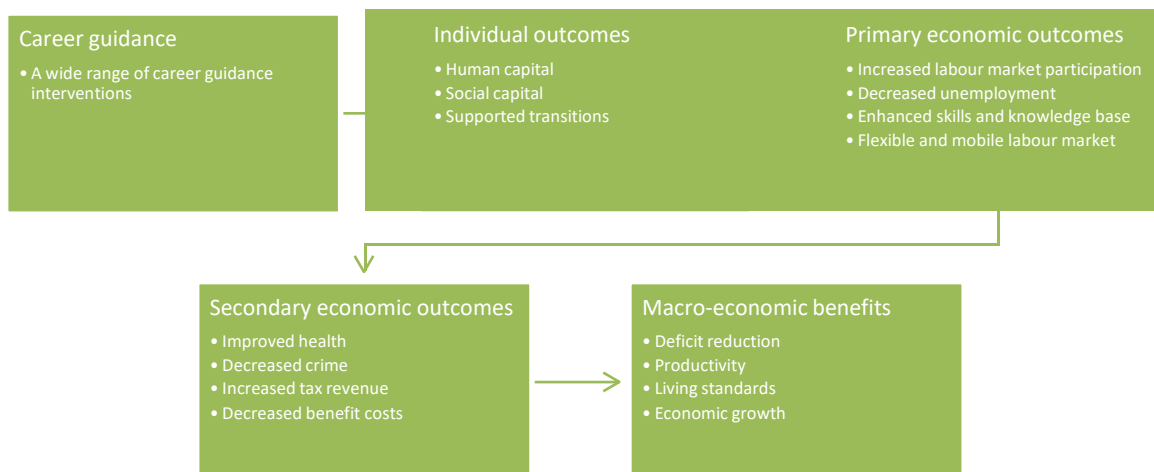 Career guidance
• A wide range of career guidance
interventions
Individual outcomes
• Human capital
• Social capital
• Supported transitions
Primary economic outcomes
• Increased labour market participation
• Decreased unemployment
• Enhanced skills and knowledge base
• Flexible and mobile labour market
Secondary economic outcomes
• Improved health
• Decreased crime
• Increased tax revenue
• Decreased benefit costs
Macro-economic benefits
• Deficit reduction
• Productivity
• Living standards
• Economic growth